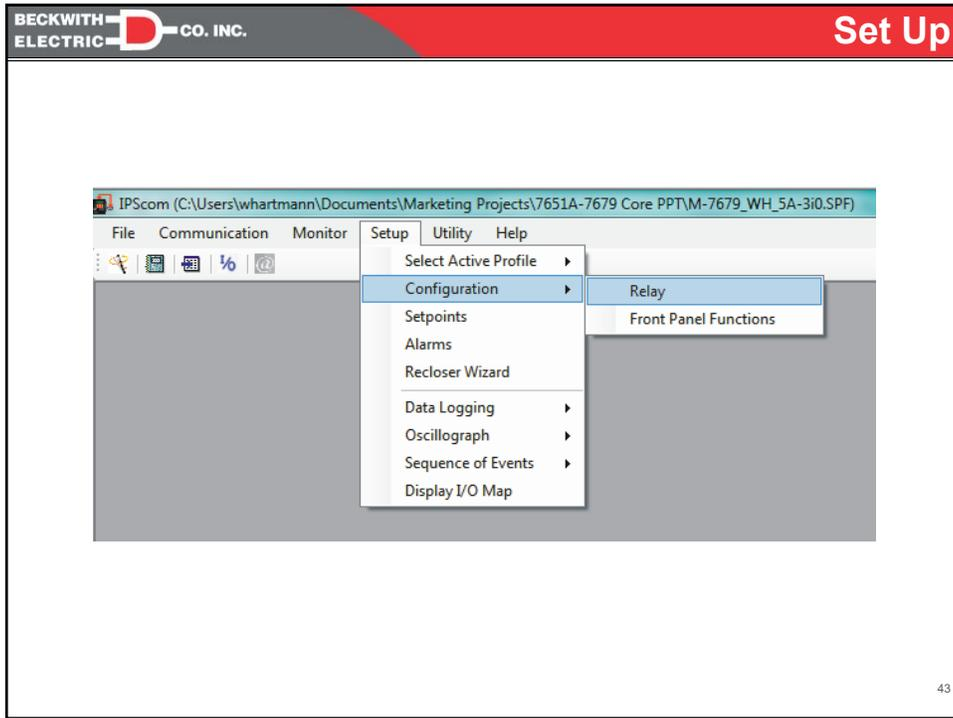 BECKWITH
ELECTRIC
CO. INC.
Set Up
IPScom (C:\Users\whartmann\Documents\Marketing Projects\7651A-7679 Core PPT\M-7679_WH_5A-3i0.SPF)
File Communication Monitor Setup Utility Help
I/O @
Select Active Profile
Configuration
Relay
Setpoints
Front Panel Functions
Alarms
Recloser Wizard
Data Logging
Oscillograph
Sequence of Events
Display I/O Map
43